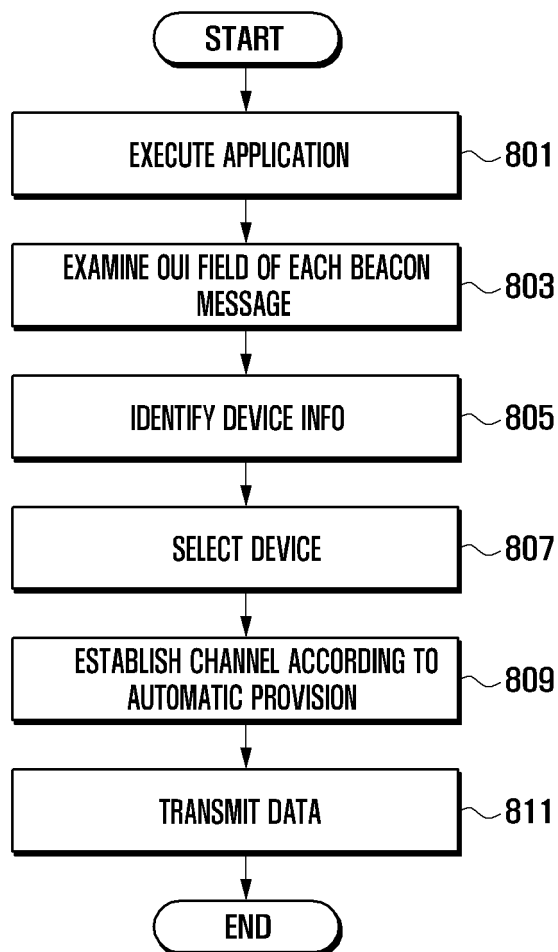 START
EXECUTE APPLICATION
801
EXAMINE OUI FIELD OF EACH BEACON
MESSAGE
803
IDENTIFY DEVICE INFO
805
SELECT DEVICE
807
ESTABLISH CHANNEL ACCORDING TO
AUTOMATIC PROVISION
809
TRANSMIT DATA
811
END